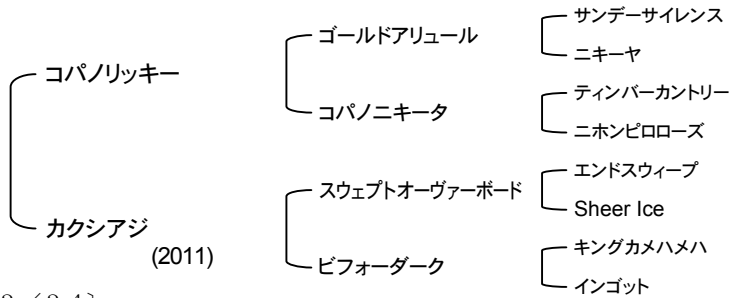 サンデーサイレンス
ゴールドアリュール
ニキーヤ
コパノリッキー
ティンバーカントリー
コパノニキータ
ニホンピロローズ
エンドスウィープ
スウェプトオーヴァーボード
Sheer Ice
カクシアジ
(2011)
キングカメハメハ
ビフォーダーク
インゴット